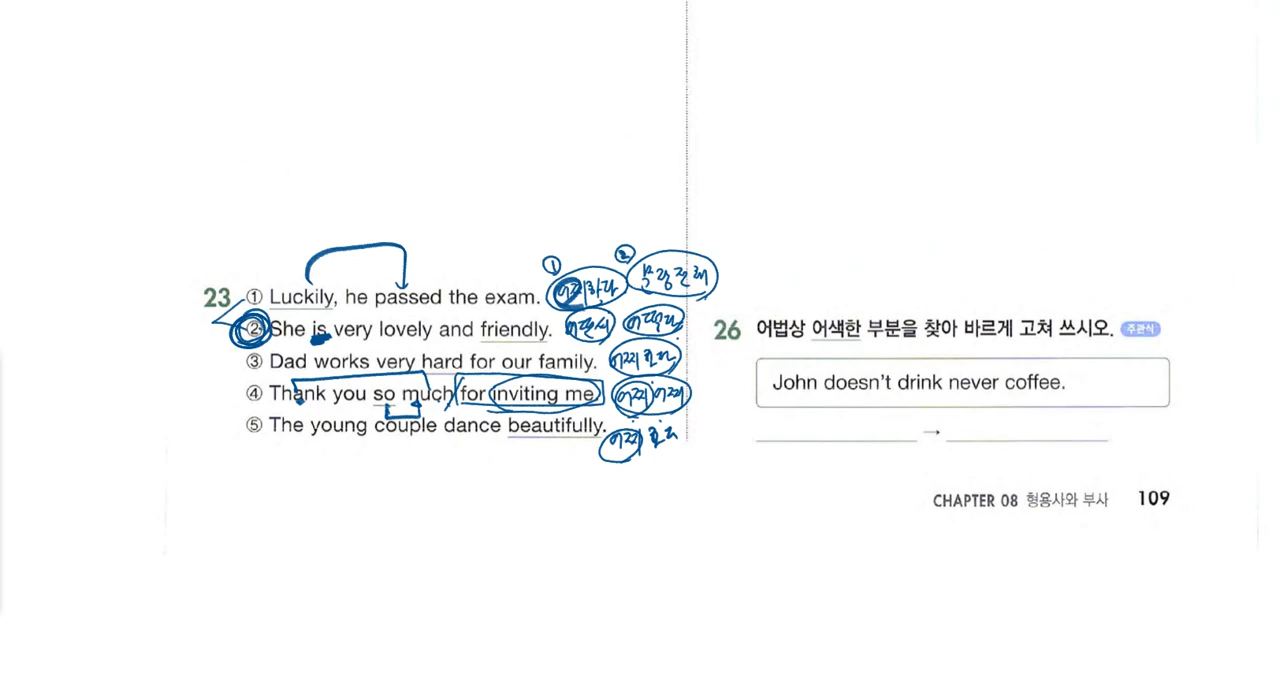 23 ① Luckily, he passed the exam.
② She is very lovely and friendly.
③ Dad works very hard for our family.
④ Thank you so much for inviting me.
⑤ The young couple dance beautifully.
① ②
26 어법상 어색한 부분을 찾아 바르게 고쳐 쓰시오. 주관식
John doesn't drink never coffee.
→
CHAPTER 08 형용사와 부사 109